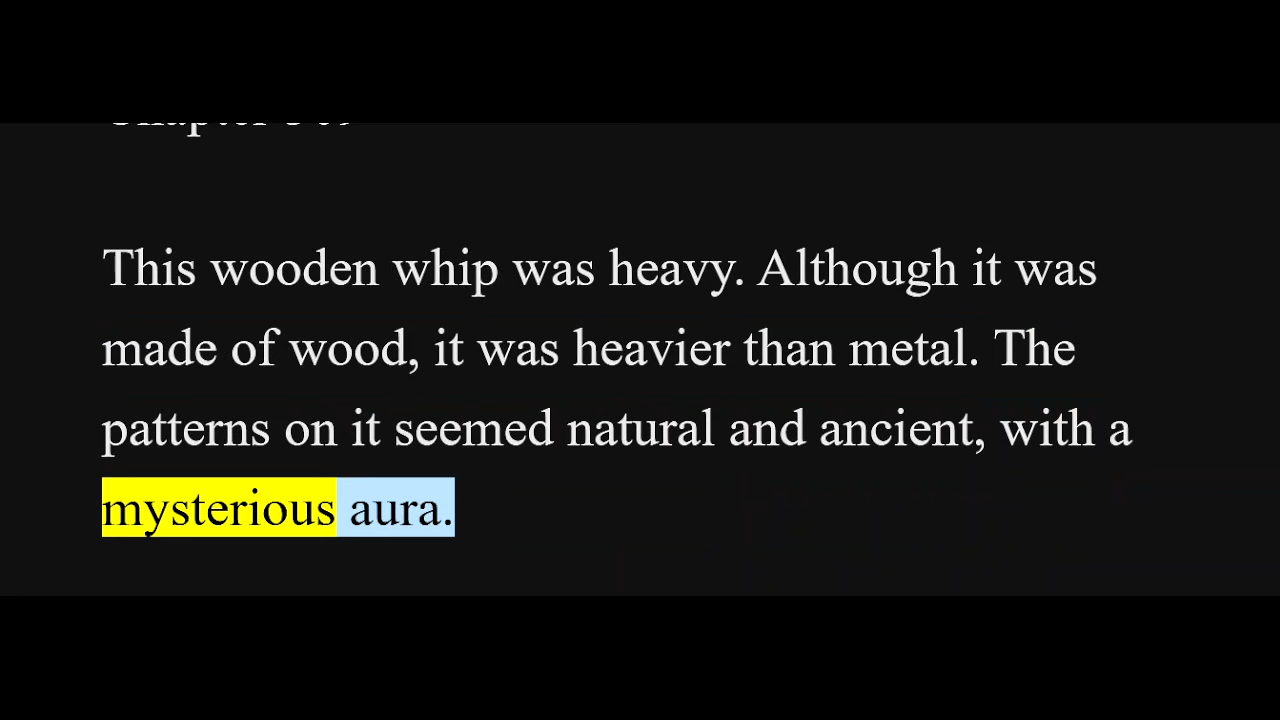 Chapter
This wooden whip was heavy. Although it was
made of wood, it was heavier than metal. The
patterns on it seemed natural and ancient, with a
mysterious aura.